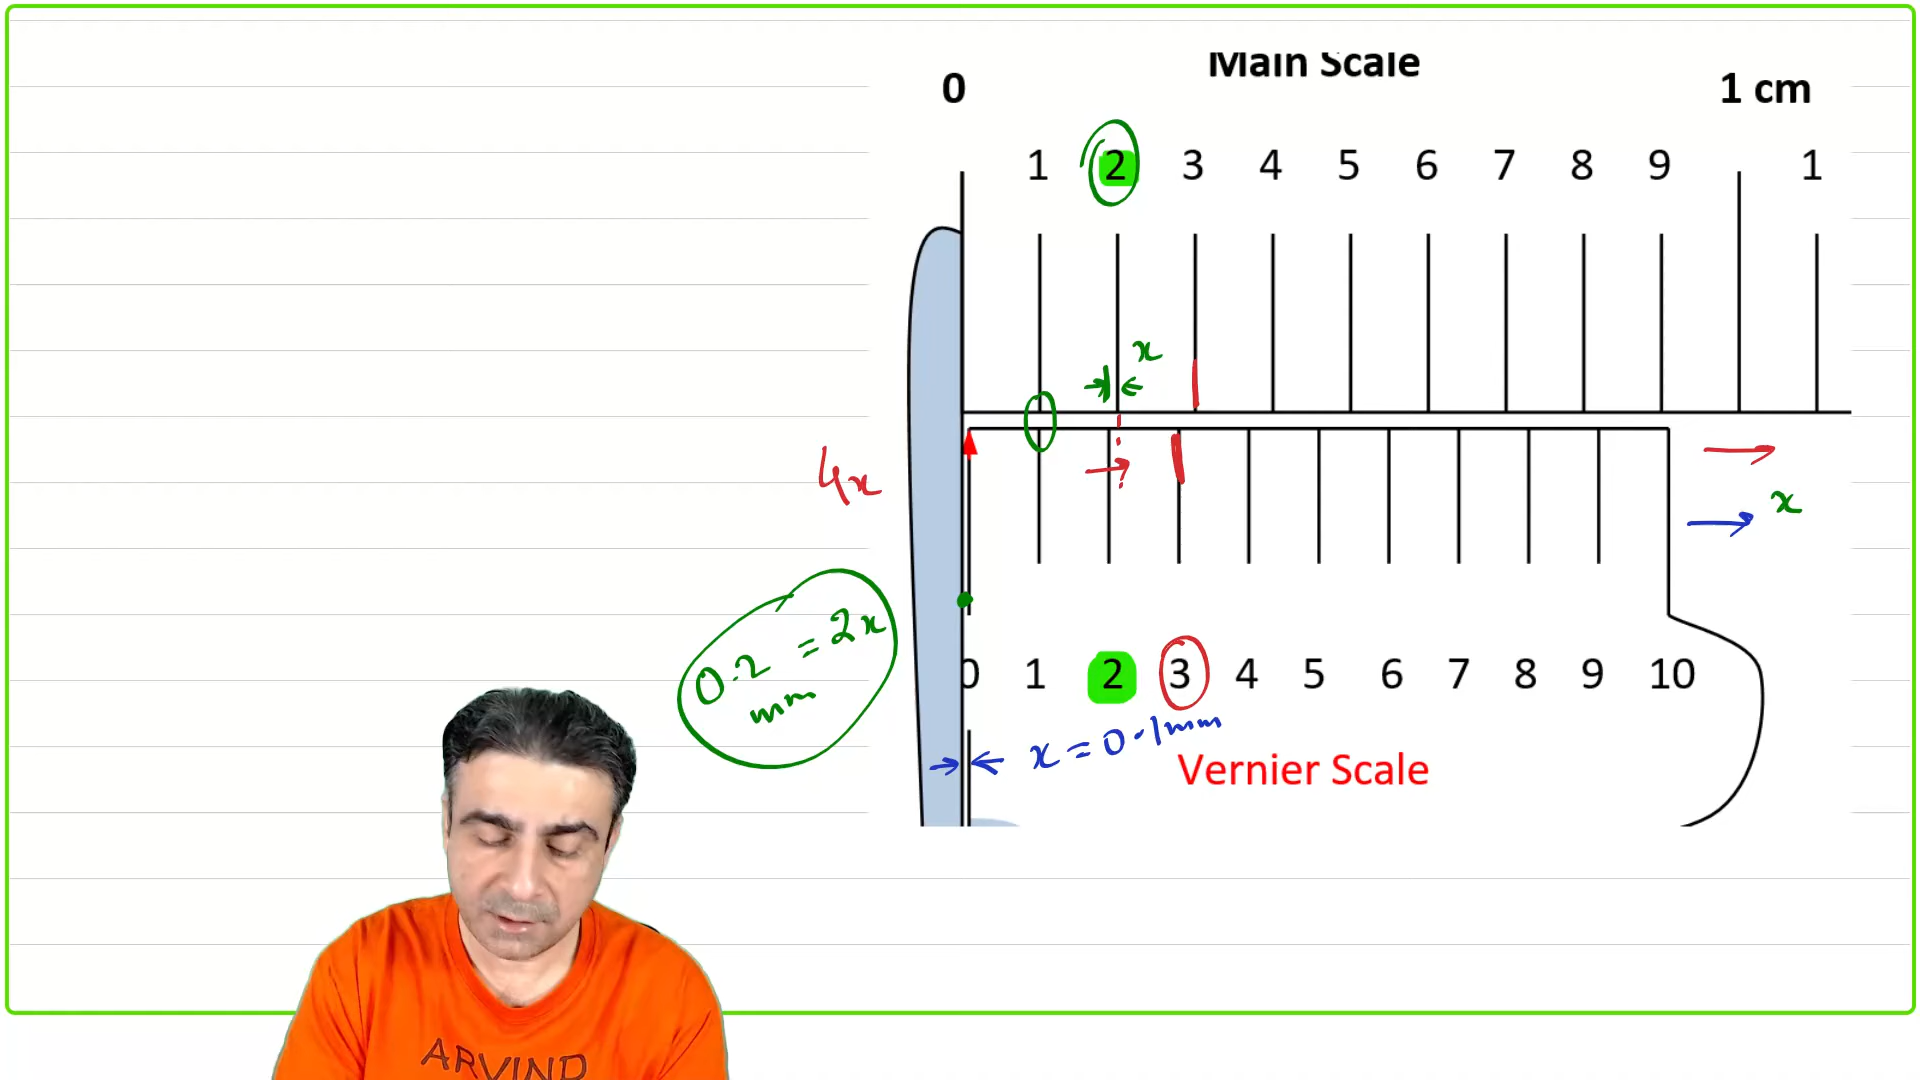 Main Scale
0 1 cm
1 2 3 4 5 6 7 8 9 1
x
4x
x
0.2 = 2x
mm
0 1 2 3 4 5 6 7 8 9 10
x = 0.1mm
Vernier Scale
ARVIND